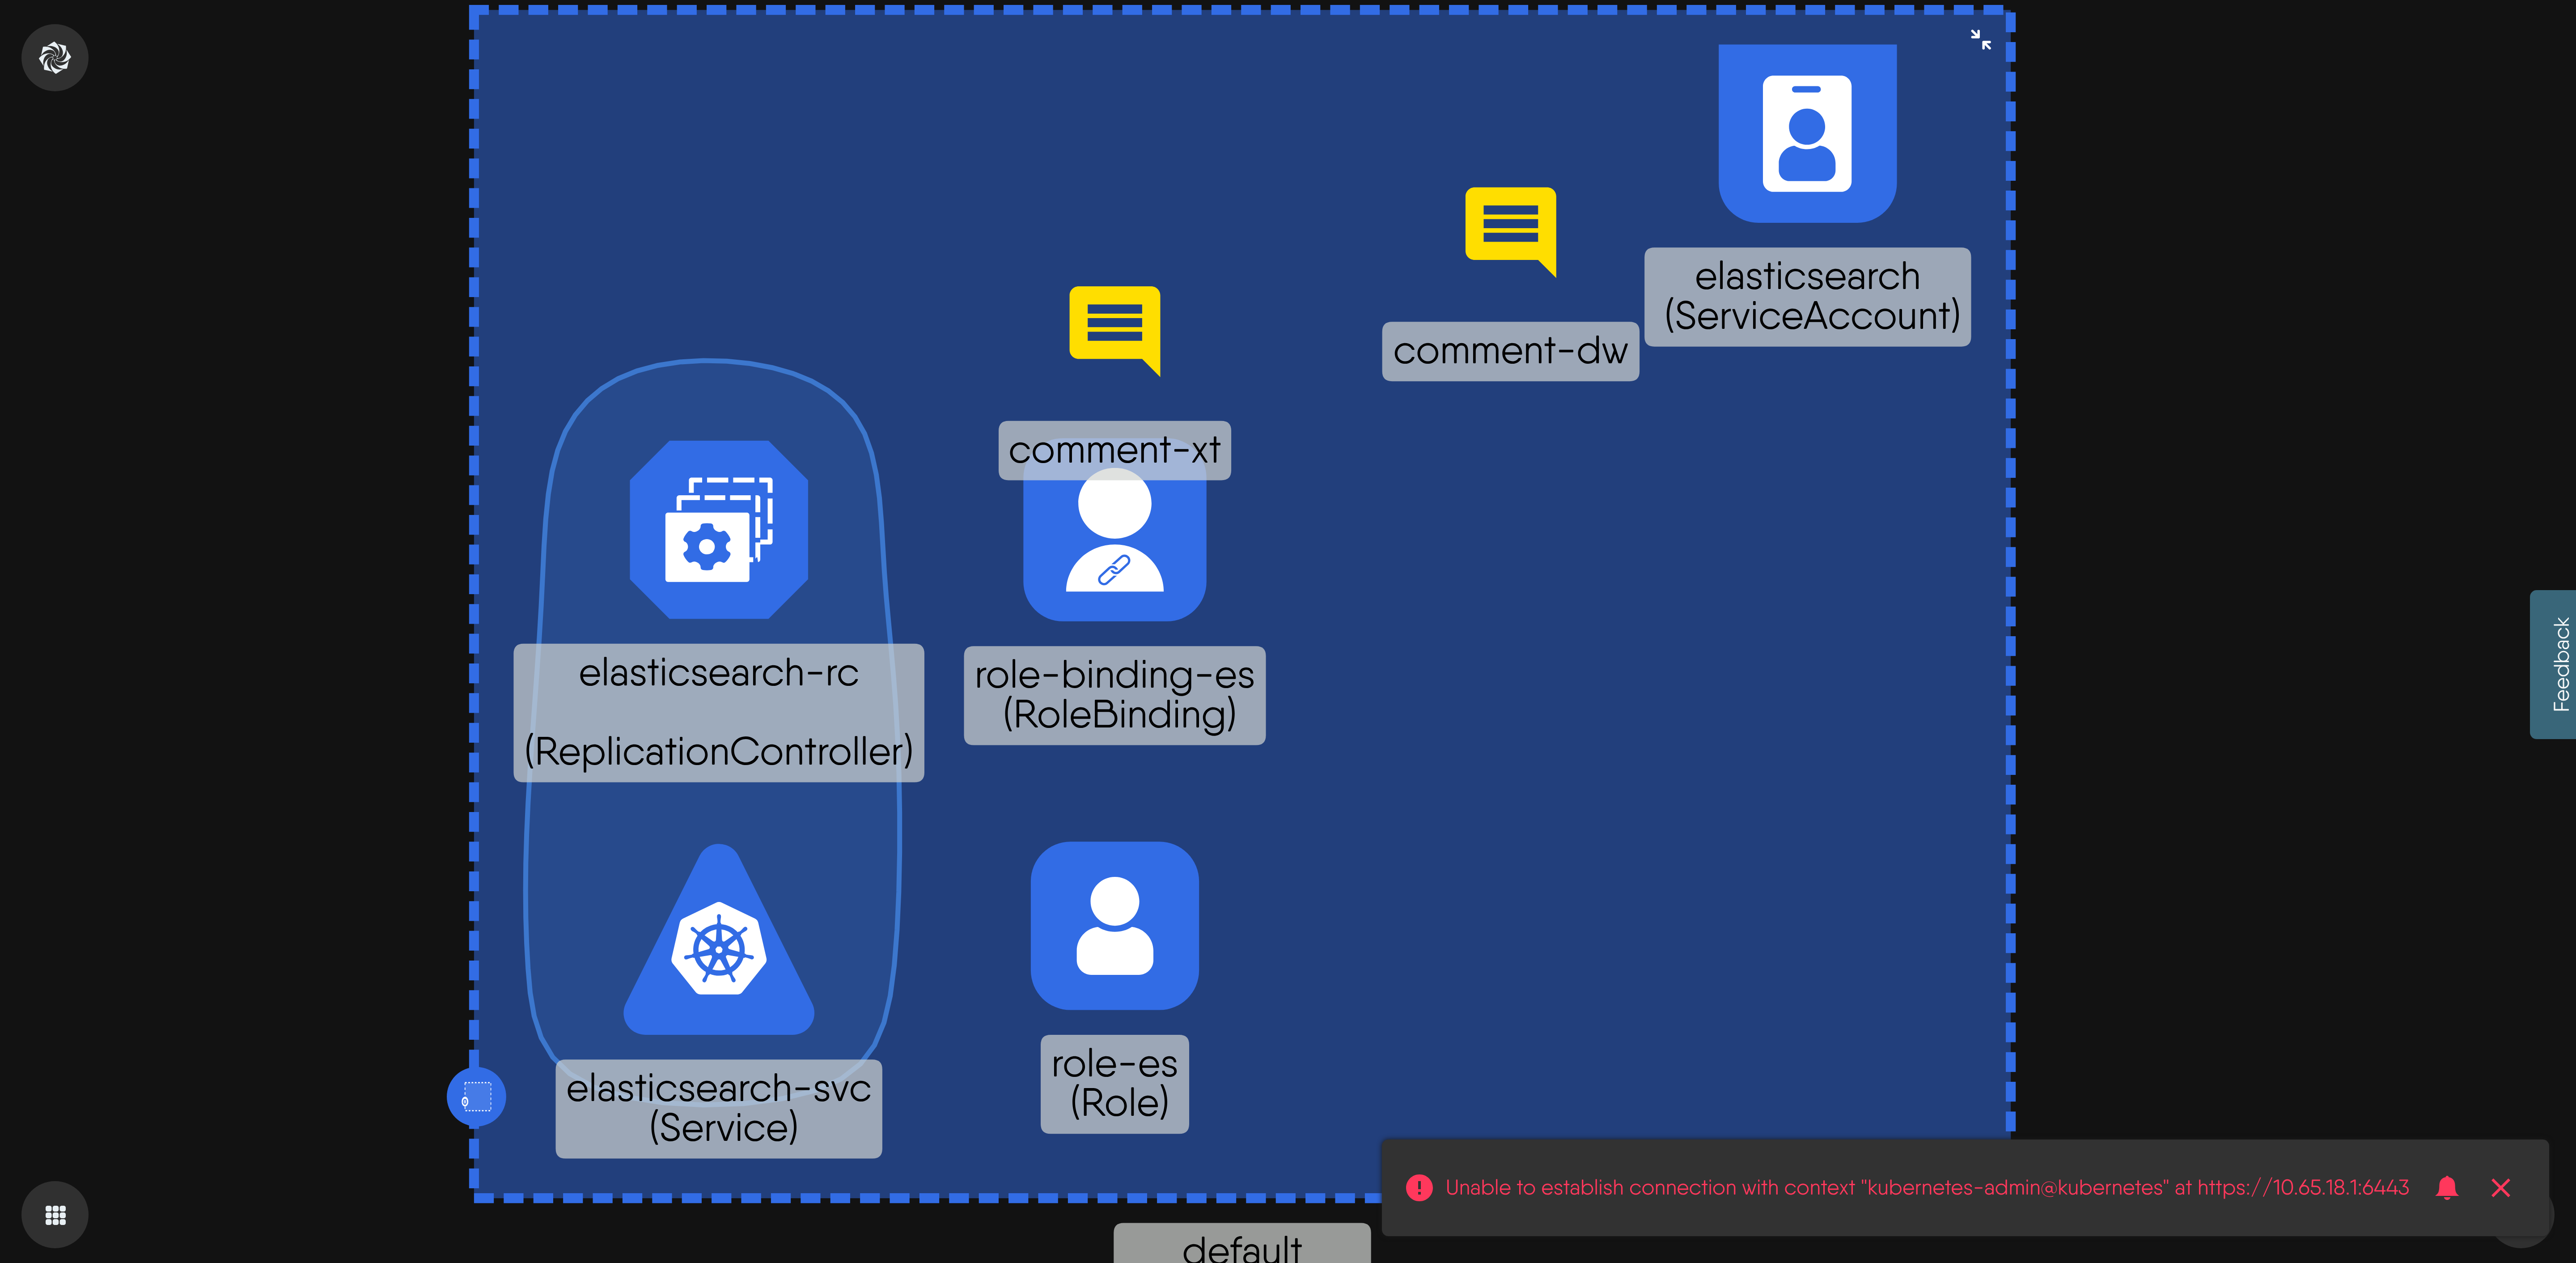 elasticsearch
(ServiceAccount)
comment-dw
comment-xt
elasticsearch-rc
(ReplicationController)
role-binding-es
(RoleBinding)
Feedback
elasticsearch-svc
(Service)
role-es
(Role)
Unable to establish connection with context "kubernetes-admin@kubernetes" at https://10.65.18.1:6443
default